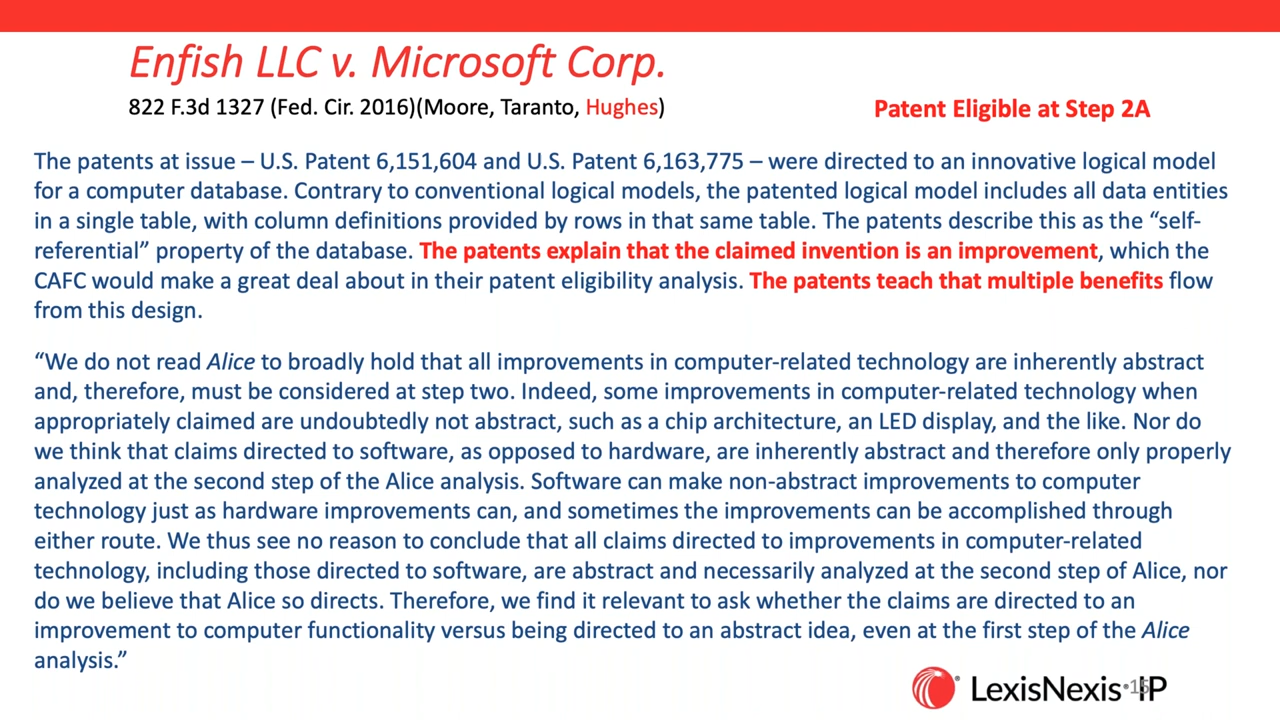 Enfish LLC v. Microsoft Corp.
822 F.3d 1327 (Fed. Cir. 2016)(Moore, Taranto, Hughes)
Patent Eligible at Step 2A
The patents at issue – U.S. Patent 6,151,604 and U.S. Patent 6,163,775 – were directed to an innovative logical model
for a computer database. Contrary to conventional logical models, the patented logical model includes all data entities
in a single table, with column definitions provided by rows in that same table. The patents describe this as the “self-
referential” property of the database. The patents explain that the claimed invention is an improvement, which the
CAFC would make a great deal about in their patent eligibility analysis. The patents teach that multiple benefits flow
from this design.
“We do not read Alice to broadly hold that all improvements in computer-related technology are inherently abstract
and, therefore, must be considered at step two. Indeed, some improvements in computer-related technology when
appropriately claimed are undoubtedly not abstract, such as a chip architecture, an LED display, and the like. Nor do
we think that claims directed to software, as opposed to hardware, are inherently abstract and therefore only properly
analyzed at the second step of the Alice analysis. Software can make non-abstract improvements to computer
technology just as hardware improvements can, and sometimes the improvements can be accomplished through
either route. We thus see no reason to conclude that all claims directed to improvements in computer-related
technology, including those directed to software, are abstract and necessarily analyzed at the second step of Alice, nor
do we believe that Alice so directs. Therefore, we find it relevant to ask whether the claims are directed to an
improvement to computer functionality versus being directed to an abstract idea, even at the first step of the Alice
analysis.”
LexisNexis® IP
•15